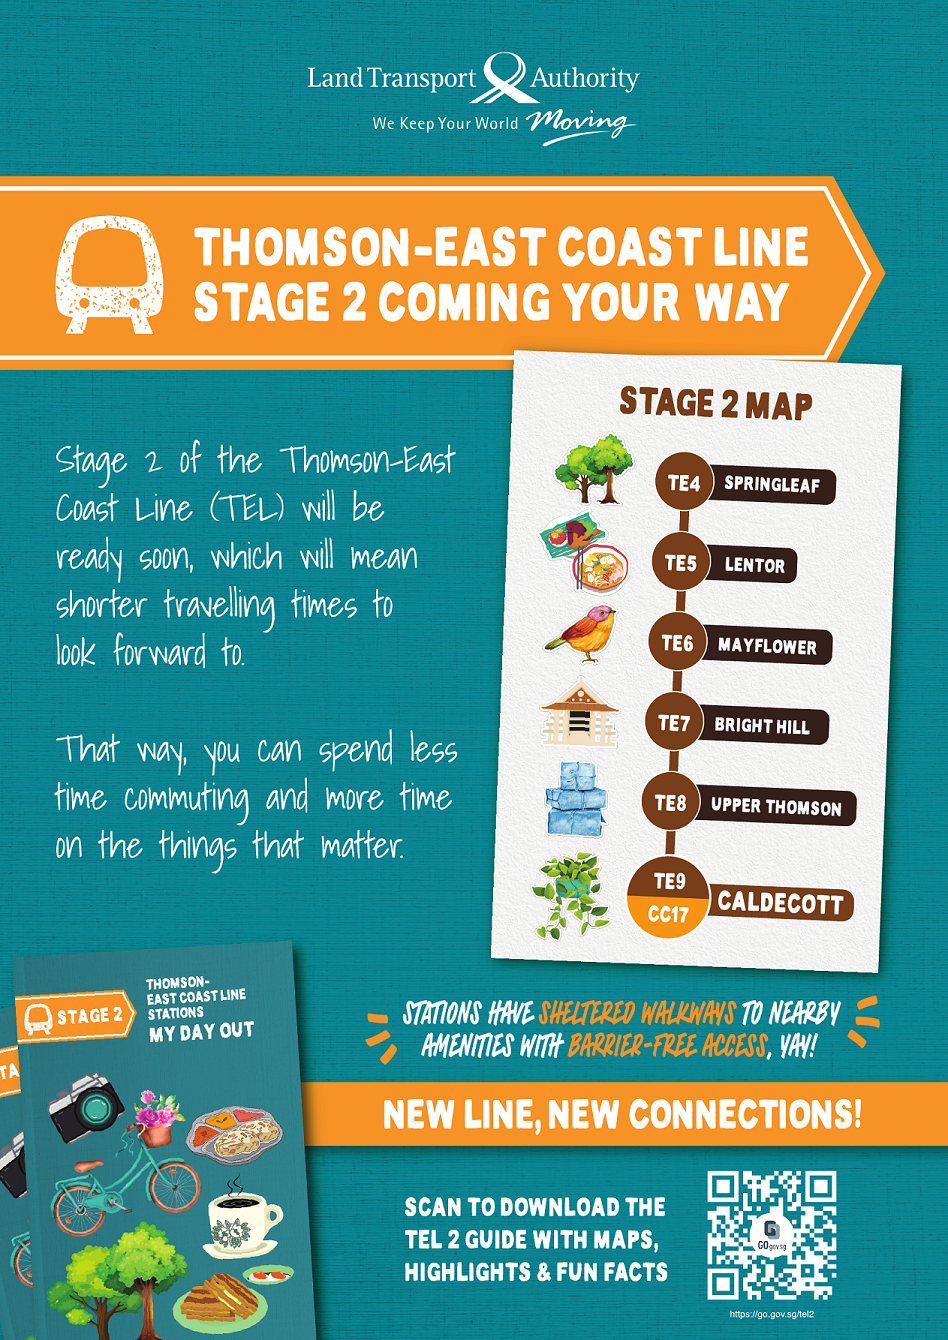 Land Transport Authority
We Keep Your World Moving
THOMSON-EAST COAST LINE
STAGE 2 COMING YOUR WAY
Stage 2 of the Thomson-East
Coast Line (TEL) will be
ready soon, which will mean
shorter travelling times to
look forward to.
That way, you can spend less
time commuting and more time
on the things that matter.
STAGE 2 MAP
TE4 SPRINGLEAF
TE5 LENTOR
TE6 MAYFLOWER
TE7 BRIGHT HILL
TE8 UPPER THOMSON
TE9
CC17 CALDECOTT
STATIONS HAVE SHELTERED WALKWAYS TO NEARBY
AMENITIES WITH BARRIER-FREE ACCESS, YAY!
TA
STAGE 2
THOMSON-
EAST COAST LINE
STATIONS
MY DAY OUT
NEW LINE, NEW CONNECTIONS!
SCAN TO DOWNLOAD THE
TEL 2 GUIDE WITH MAPS,
HIGHLIGHTS & FUN FACTS
GOgov.sg
https://go.gov.sg/tel2